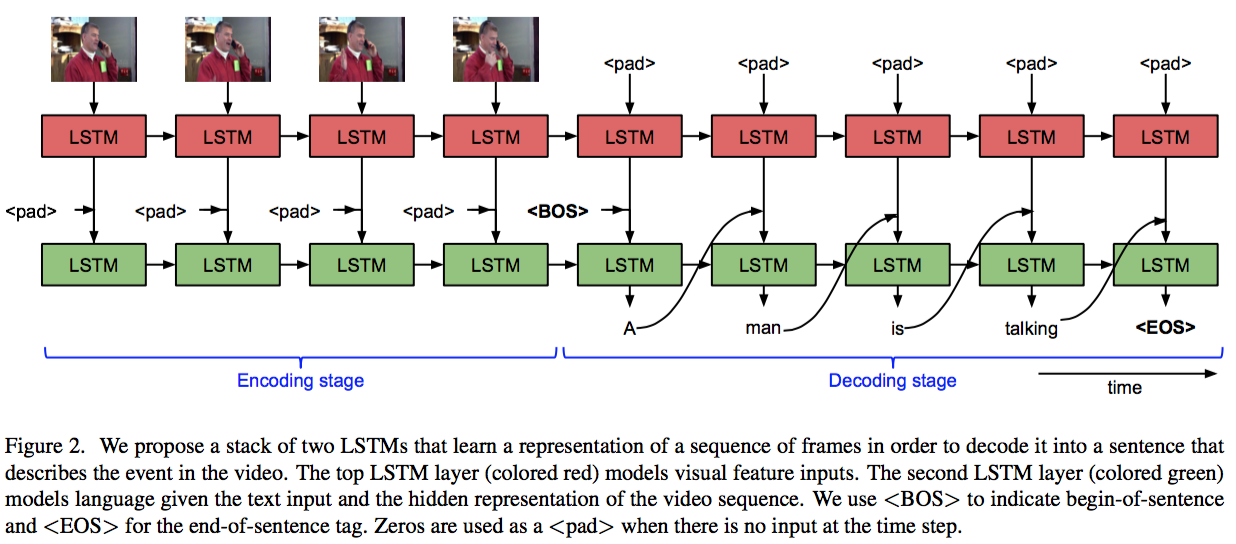 <pad> <pad> <pad> <pad> <pad>
LSTM LSTM LSTM LSTM LSTM LSTM LSTM LSTM LSTM
<pad> <pad> <pad> <pad> <BOS>
LSTM LSTM LSTM LSTM LSTM LSTM LSTM LSTM LSTM
A man is talking <EOS>
Encoding stage Decoding stage
time
Figure 2. We propose a stack of two LSTMs that learn a representation of a sequence of frames in order to decode it into a sentence that
describes the event in the video. The top LSTM layer (colored red) models visual feature inputs. The second LSTM layer (colored green)
models language given the text input and the hidden representation of the video sequence. We use <BOS> to indicate begin-of-sentence
and <EOS> for the end-of-sentence tag. Zeros are used as a <pad> when there is no input at the time step.